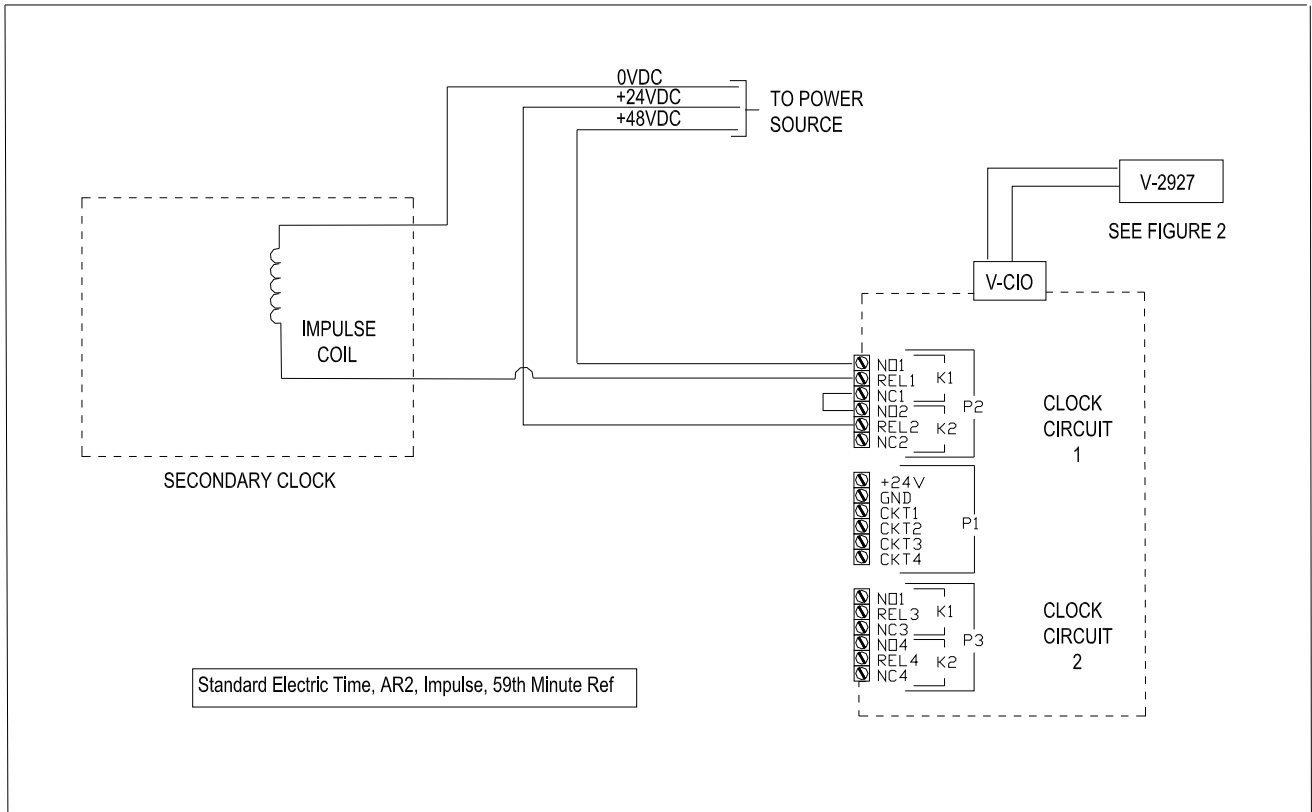 0VDC
+24VDC
+48VDC
TO POWER
SOURCE
V-2927
SEE FIGURE 2
V-CIO
IMPULSE
COIL
SECONDARY CLOCK
NO1
REL1
NC1
NO2
REL2
NC2
K1
K2
P2
CLOCK
CIRCUIT
1
+24V
GND
CKT1
CKT2
CKT3
CKT4
P1
NO1
REL3
NC3
NO4
REL4
NC4
K1
K2
P3
CLOCK
CIRCUIT
2
Standard Electric Time, AR2, Impulse, 59th Minute Ref